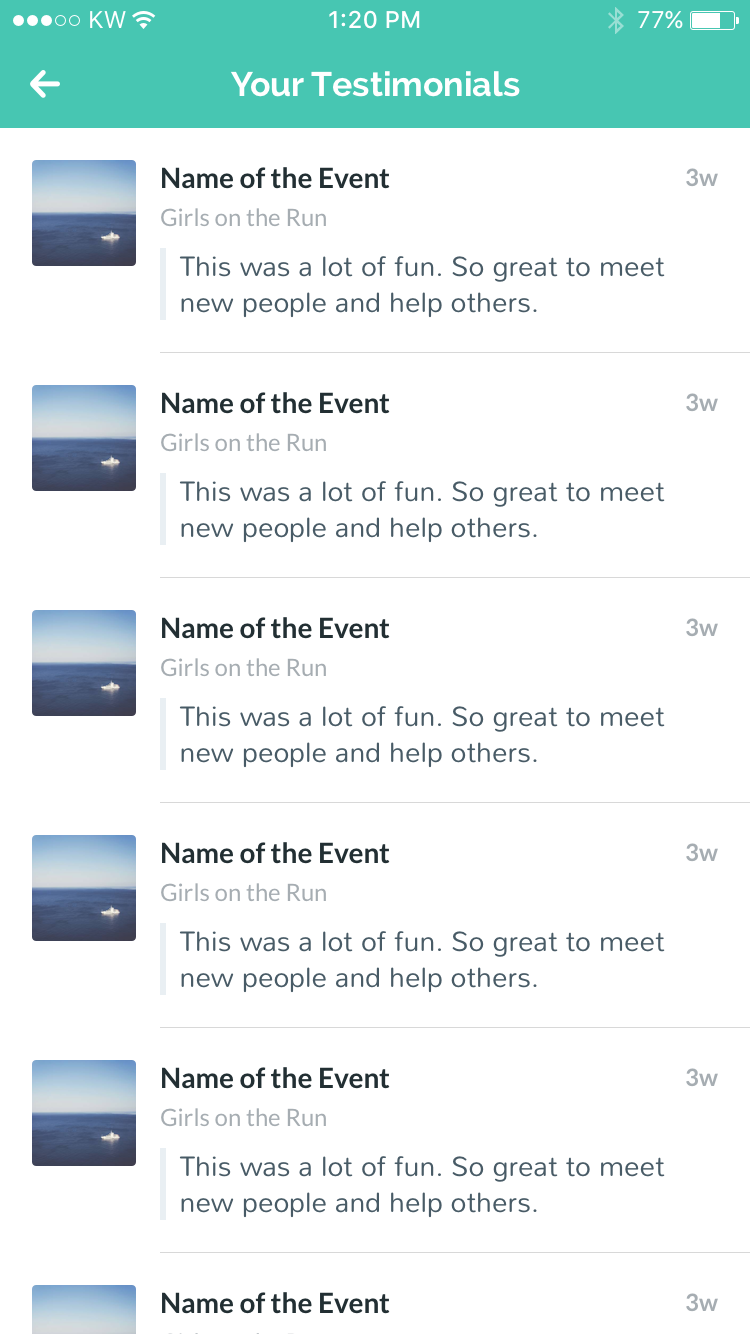 KW 1:20 PM 77%
Your Testimonials
Name of the Event 3w
Girls on the Run
This was a lot of fun. So great to meet
new people and help others.
Name of the Event 3w
Girls on the Run
This was a lot of fun. So great to meet
new people and help others.
Name of the Event 3w
Girls on the Run
This was a lot of fun. So great to meet
new people and help others.
Name of the Event 3w
Girls on the Run
This was a lot of fun. So great to meet
new people and help others.
Name of the Event 3w
Girls on the Run
This was a lot of fun. So great to meet
new people and help others.
Name of the Event 3w